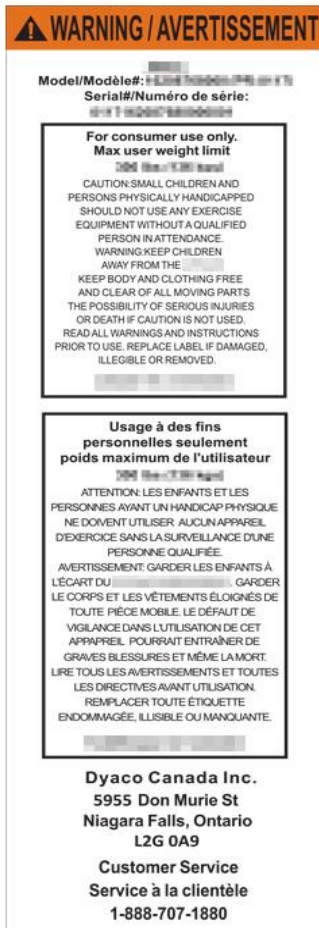 WARNING / AVERTISSEMENT
Model/Modèle#:
Serial#/Numéro de série:
For consumer use only.
Max user weight limit
CAUTION:SMALL CHILDREN AND
PERSONS PHYSICALLY HANDICAPPED
SHOULD NOT USE ANY EXERCISE
EQUIPMENT WITHOUT A QUALIFIED
PERSON IN ATTENDANCE.
WARNING:KEEP CHILDREN
AWAY FROM THE
KEEP BODY AND CLOTHING FREE
AND CLEAR OF ALL MOVING PARTS
THE POSSIBILITY OF SERIOUS INJURIES
OR DEATH IF CAUTION IS NOT USED.
READ ALL WARNINGS AND INSTRUCTIONS
PRIOR TO USE. REPLACE LABEL IF DAMAGED,
ILLEGIBLE OR REMOVED.
Usage à des fins
personnelles seulement
poids maximum de l'utilisateur
ATTENTION: LES ENFANTS ET LES
PERSONNES AYANT UN HANDICAP PHYSIQUE
NE DOIVENT UTILISER AUCUN APPAREIL
D'EXERCICE SANS LA SURVEILLANCE D'UNE
PERSONNE QUALIFIÉE.
AVERTISSEMENT: GARDER LES ENFANTS À
L'ÉCART DU . GARDER
LE CORPS ET LES VÊTEMENTS ÉLOIGNÉS DE
TOUTE PIÈCE MOBILE. LE DÉFAUT DE
VIGILANCE DANS L'UTILISATION DE CET
APPAPREIL POURRAIT ENTRAÎNER DE
GRAVES BLESSURES ET MÊME LA MORT.
LIRE TOUS LES AVERTISSEMENTS ET TOUTES
LES DIRECTIVES AVANT UTILISATION.
REMPLACER TOUTE ÉTIQUETTE
ENDOMMAGÉE, ILLISIBLE OU MANQUANTE.
Dyaco Canada Inc.
5955 Don Murie St
Niagara Falls, Ontario
L2G 0A9
Customer Service
Service à la clientèle
1-888-707-1880